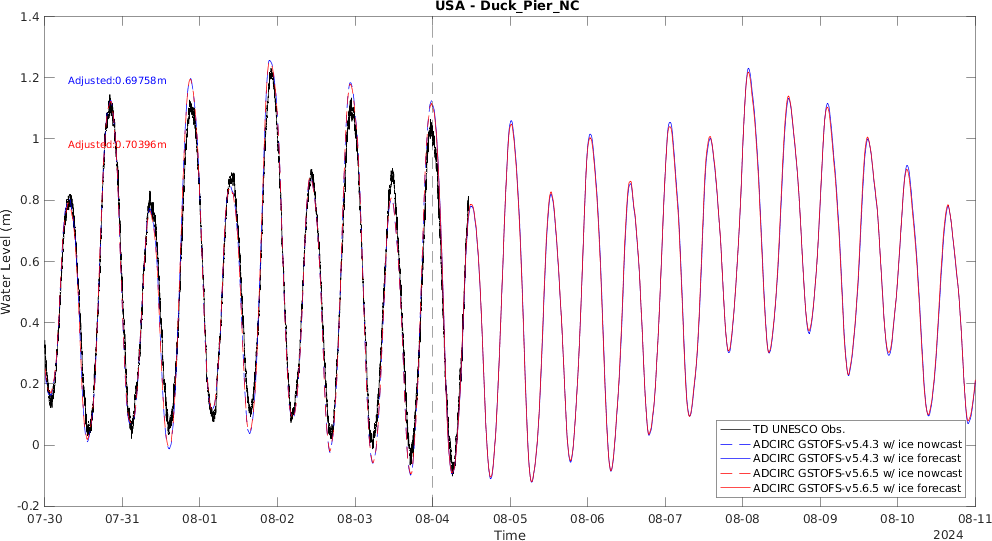 USA - Duck_Pier_NC
1.4
1.2
1
0.8
0.6
0.4
0.2
0
-0.2
Water Level (m)
Adjusted:0.69758m
Adjusted:0.70396m
TD UNESCO Obs.
ADCIRC GSTOFS-v5.4.3 w/ ice nowcast
ADCIRC GSTOFS-v5.4.3 w/ ice forecast
ADCIRC GSTOFS-v5.6.5 w/ ice nowcast
ADCIRC GSTOFS-v5.6.5 w/ ice forecast
07-30 07-31 08-01 08-02 08-03 08-04 08-05 08-06 08-07 08-08 08-09 08-10 08-11
Time
2024